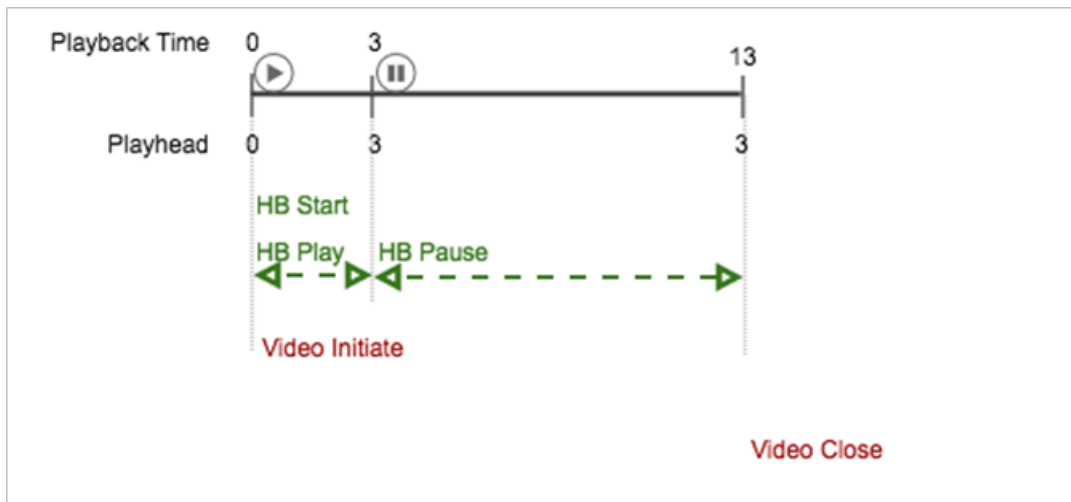 Playback Time 0 3 13
Playhead 0 3 3
HB Start
HB Play HB Pause
Video Initiate
Video Close